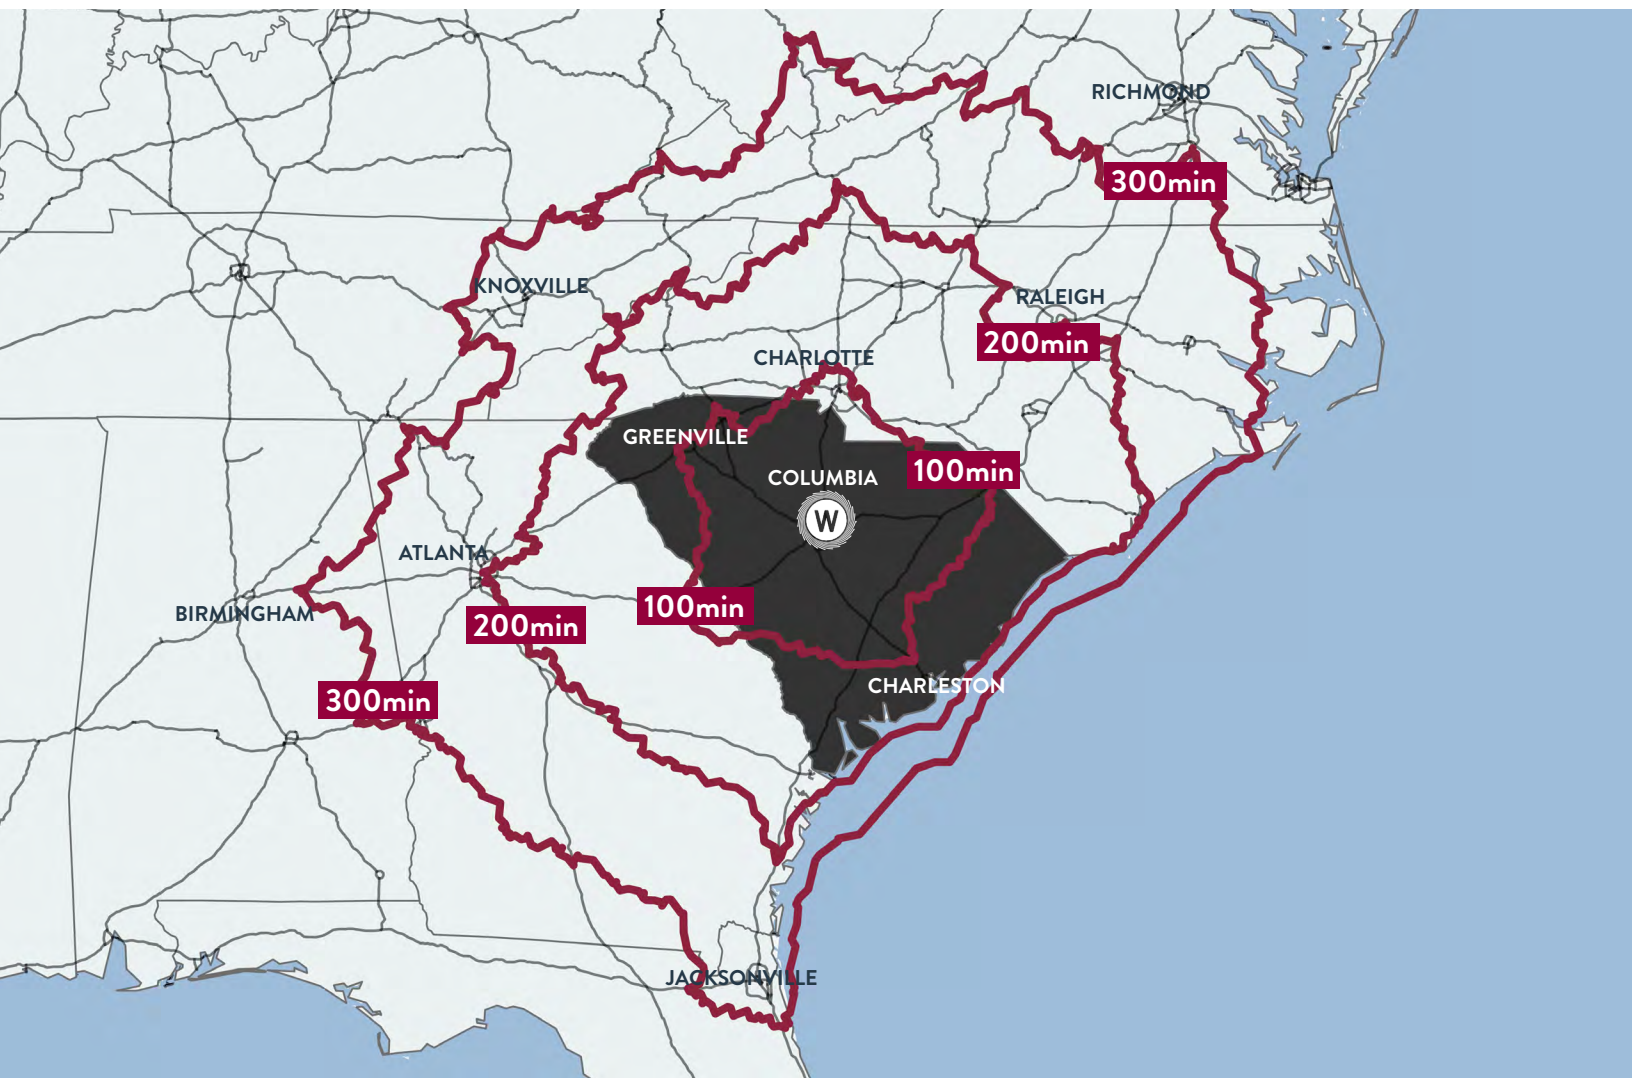 RICHMOND
300min
KNOXVILLE
RALEIGH
200min
CHARLOTTE
GREENVILLE
100min
COLUMBIA
W
ATLANTA
BIRMINGHAM
100min
200min
CHARLESTON
300min
JACKSONVILLE